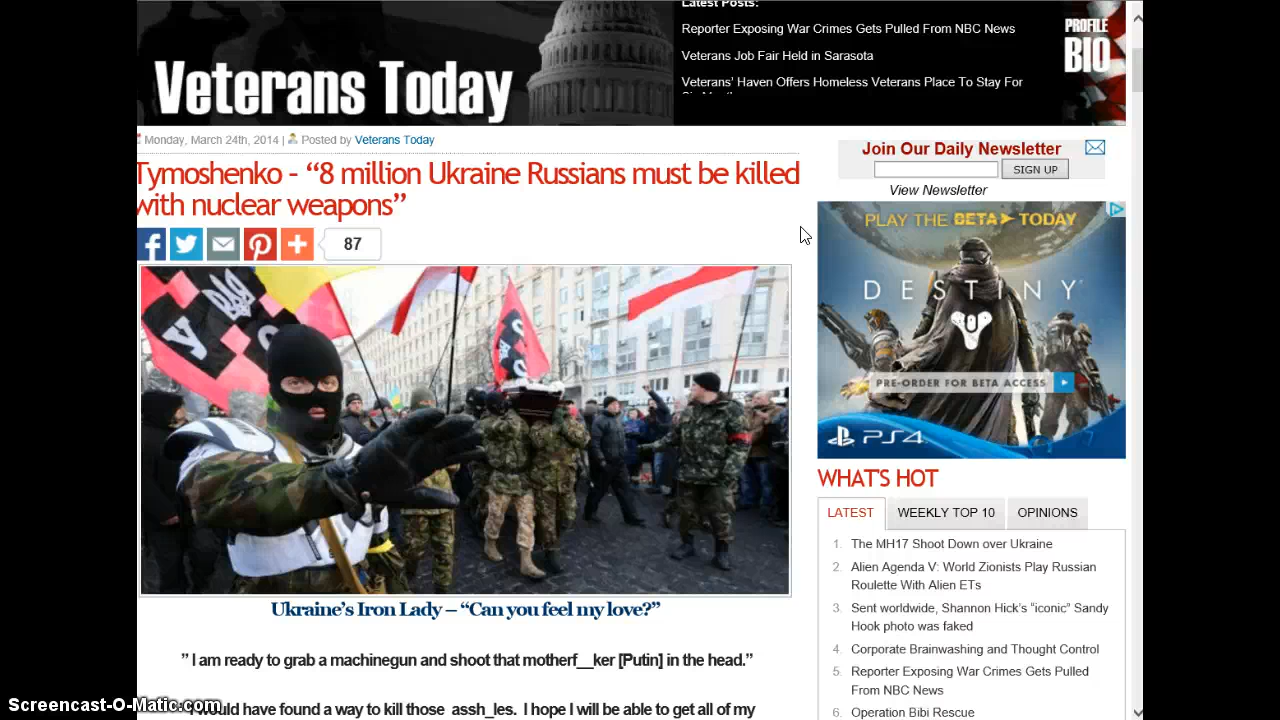 Latest Posts:
Reporter Exposing War Crimes Gets Pulled From NBC News
Veterans Job Fair Held in Sarasota
Veterans' Haven Offers Homeless Veterans Place To Stay For
PROFILE
BIO
Veterans Today
Monday, March 24th, 2014 | Posted by Veterans Today
Tymoshenko - “8 million Ukraine Russians must be killed
with nuclear weapons”
87
Join Our Daily Newsletter
SIGN UP
View Newsletter
PLAY THE BETA TODAY
DESTINY
PRE-ORDER FOR BETA ACCESS
PS4
Ukraine's Iron Lady – “Can you feel my love?”
” I am ready to grab a machinegun and shoot that motherf__ker [Putin] in the head.”
would have found a way to kill those assh_les. I hope I will be able to get all of my
WHAT'S HOT
LATEST
WEEKLY TOP 10
OPINIONS
1. The MH17 Shoot Down over Ukraine
2. Alien Agenda V: World Zionists Play Russian
Roulette With Alien ETs
3. Sent worldwide, Shannon Hick's “iconic” Sandy
Hook photo was faked
4. Corporate Brainwashing and Thought Control
5. Reporter Exposing War Crimes Gets Pulled
From NBC News
6. Operation Bibi Rescue
Screencast-O-Matic.com